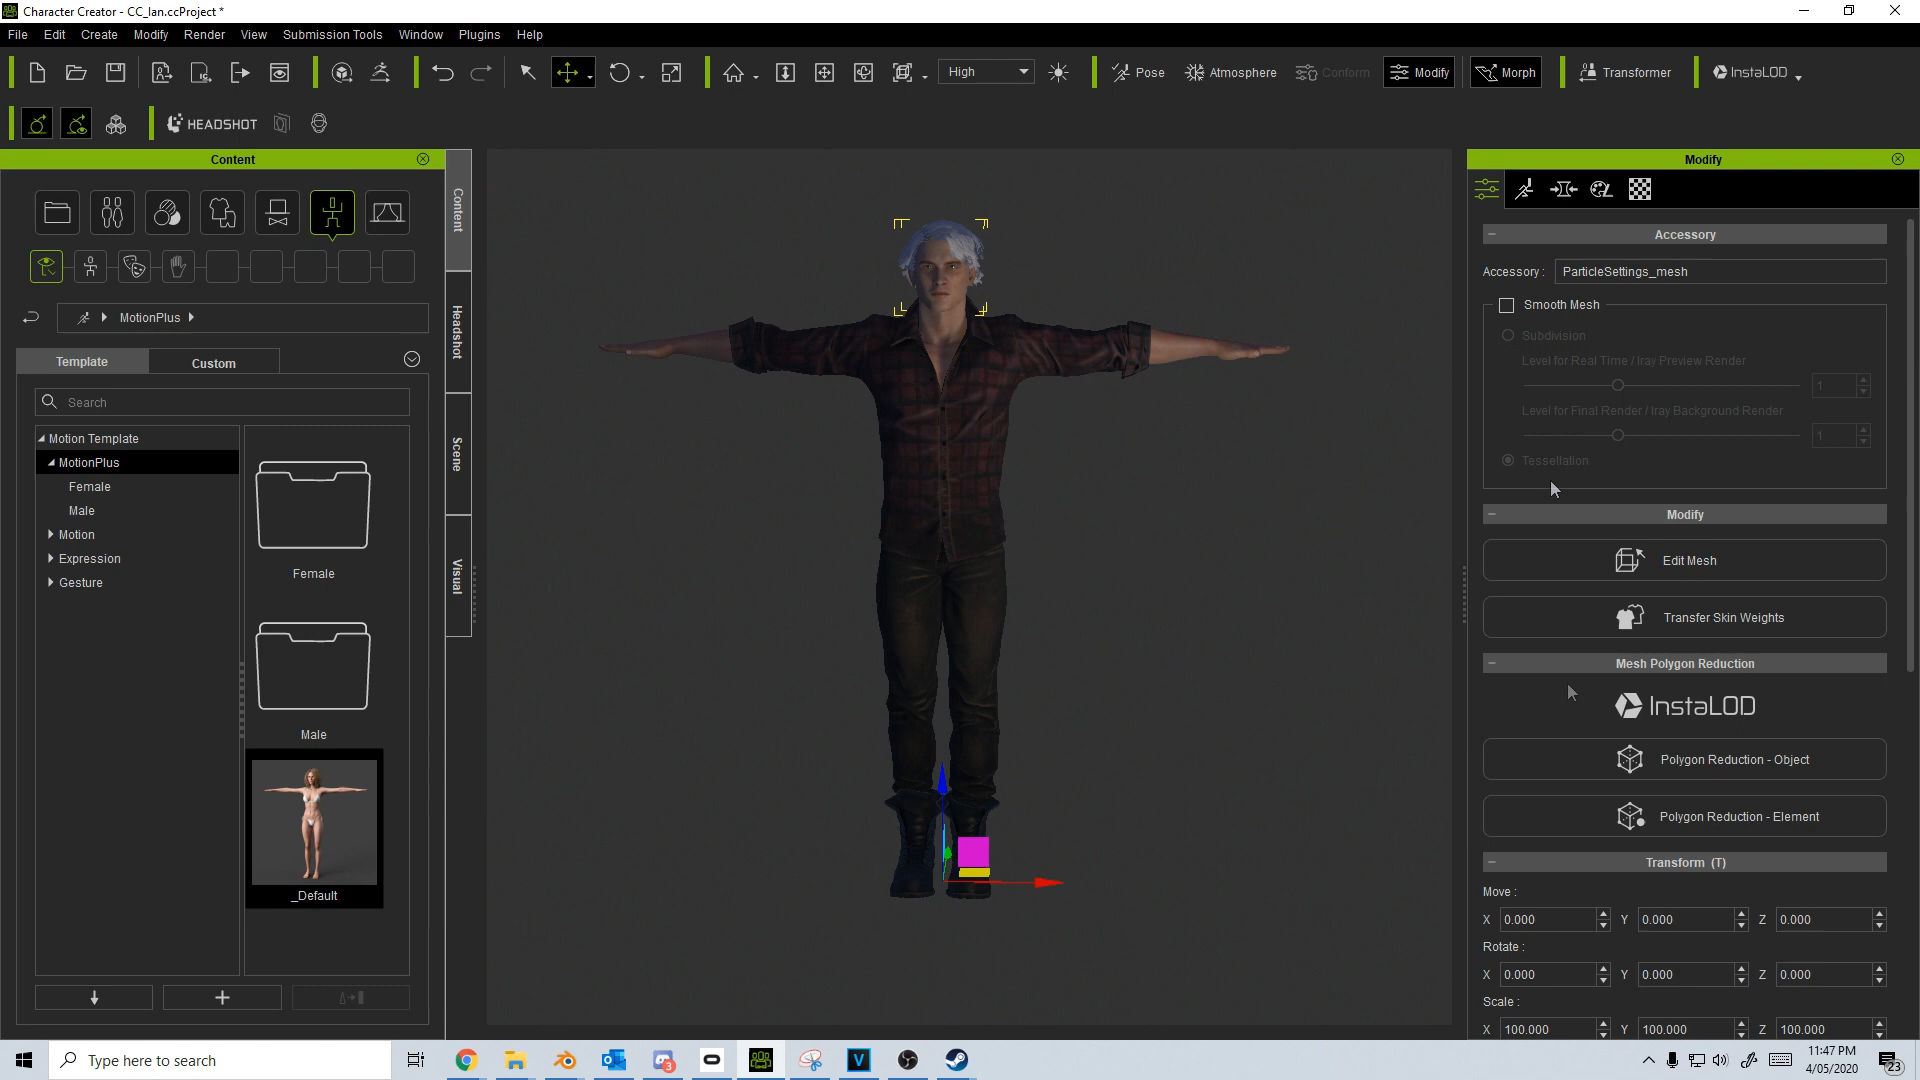 Character Creator - CC_Ian.ccProject *
File Edit Create Modify Render View Submission Tools Window Plugins Help
High Pose Atmosphere Conform Modify Morph Transformer InstaLOD
HEADSHOT
Content
Content
Headshot
Scene
Visual
MotionPlus
Template Custom
Search
Motion Template
MotionPlus
Female
Male
Motion
Expression
Gesture
Female
Male
_Default
Modify
Accessory
Accessory : ParticleSettings_mesh
Smooth Mesh
Subdivision
Level for Real Time / Iray Preview Render
1
Level for Final Render / Iray Background Render
1
Tessellation
Modify
Edit Mesh
Transfer Skin Weights
Mesh Polygon Reduction
InstaLOD
Polygon Reduction - Object
Polygon Reduction - Element
Transform (T)
Move :
X 0.000 Y 0.000 Z 0.000
Rotate :
X 0.000 Y 0.000 Z 0.000
Scale :
X 100.000 Y 100.000 Z 100.000
Type here to search
3
11:47 PM
4/05/2020
23